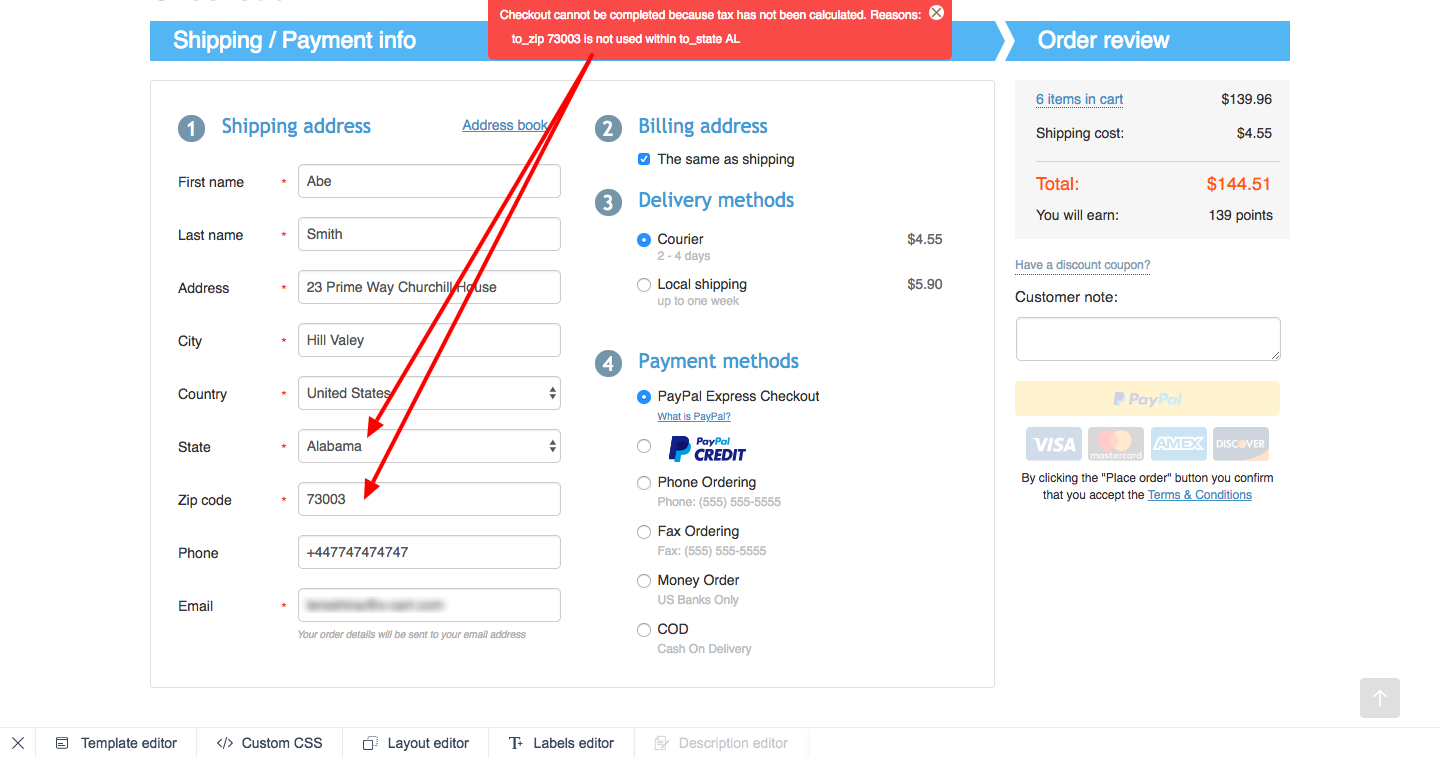 Checkout cannot be completed because tax has not been calculated. Reasons:
to_zip 73003 is not used within to_state AL
Shipping / Payment info
Order review
1 Shipping address
Address book
First name * Abe
Last name * Smith
Address * 23 Prime Way Churchill House
City * Hill Valey
Country * United States
State * Alabama
Zip code * 73003
Phone +447747474747
Email *
Your order details will be sent to your email address
2 Billing address
The same as shipping
3 Delivery methods
Courier $4.55
2 - 4 days
Local shipping $5.90
up to one week
4 Payment methods
PayPal Express Checkout
What is PayPal?
PayPal
CREDIT
Phone Ordering
Phone: (555) 555-5555
Fax Ordering
Fax: (555) 555-5555
Money Order
US Banks Only
COD
Cash On Delivery
6 items in cart $139.96
Shipping cost: $4.55
Total: $144.51
You will earn: 139 points
Have a discount coupon?
Customer note:
PayPal
VISA mastercard AMEX DISCOVER
By clicking the "Place order" button you confirm
that you accept the Terms & Conditions
Template editor </> Custom CSS Layout editor Labels editor Description editor